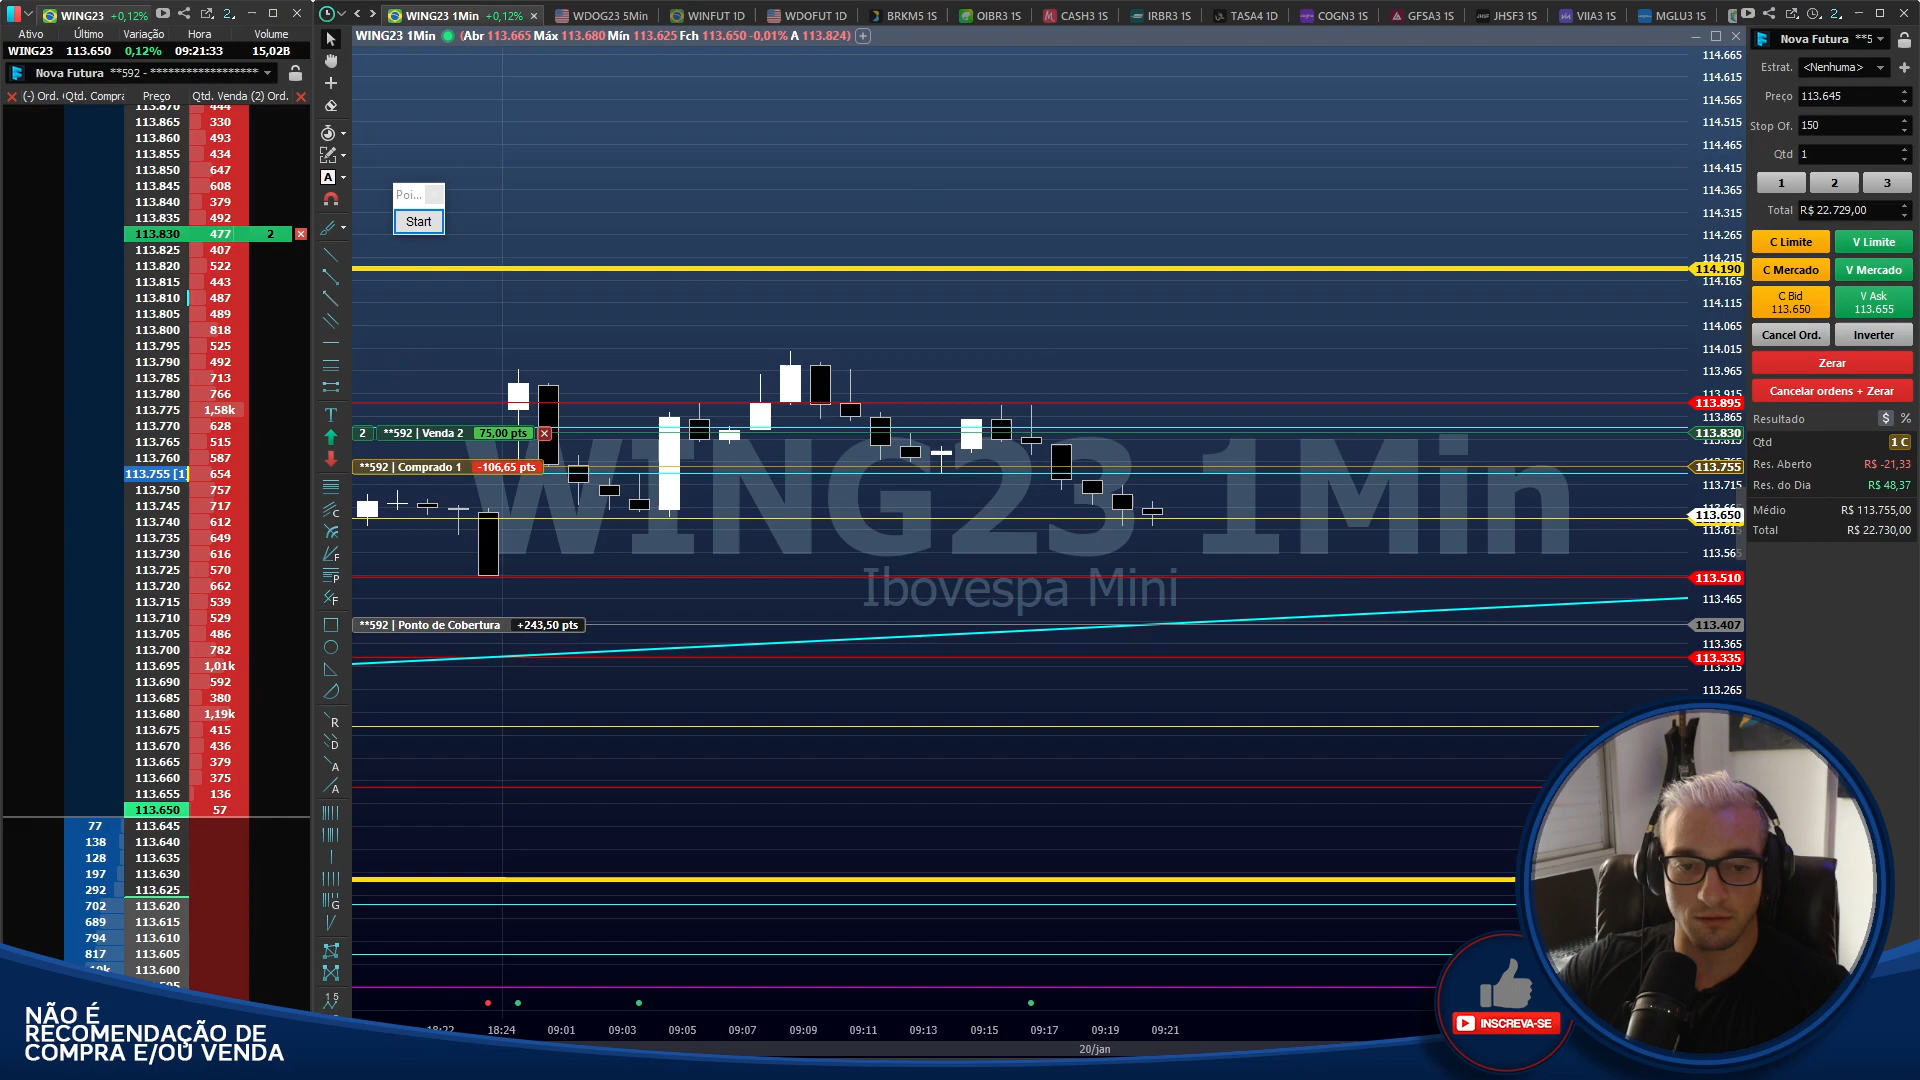 WING23 +0,12%
2.
Ativo Último Variação Hora Volume
WING23 113.650 0,12% 09:21:33 15,02B
Nova Futura **592 - ******************
(-) Ord. Qtd. Compra Preço Qtd. Venda (2) Ord.
113.870 444
113.865 330
113.860 493
113.855 434
113.850 647
113.845 608
113.840 379
113.835 492
113.830 477 2
113.825 407
113.820 522
113.815 443
113.810 487
113.805 489
113.800 818
113.795 525
113.790 492
113.785 713
113.780 766
113.775 1,58k
113.770 628
113.765 515
113.760 587
113.755 [1] 654
113.750 757
113.745 717
113.740 612
113.735 649
113.730 616
113.725 570
113.720 662
113.715 539
113.710 529
113.705 486
113.700 782
113.695 1,01k
113.690 592
113.685 380
113.680 1,19k
113.675 415
113.670 436
113.665 379
113.660 375
113.655 136
113.650 57
77 113.645
138 113.640
128 113.635
197 113.630
292 113.625
702 113.620
689 113.615
794 113.610
817 113.605
113.600
NÃO É
RECOMENDAÇÃO DE
COMPRA E/OU VENDA
WING23 1Min +0,12%
WDOG23 5Min
WINFUT 1D
WDOFUT 1D
BRKM5 1S
OIBR3 1S
CASH3 1S
IRBR3 1S
TASA4 1D
COGN3 1S
GFSA3 1S
JHSF3 1S
VIIA3 1S
MGLU3 1S
2.
WING23 1Min (Abr 113.665 Máx 113.680 Mín 113.625 Fch 113.650 -0,01% A 113.824)
Poi...
Start
2 **592 | Venda 2 75,00 pts
**592 | Comprado 1 -106,65 pts
WING23 1Min
Ibovespa Mini
**592 | Ponto de Cobertura +243,50 pts
114.665
114.615
114.565
114.515
114.465
114.415
114.365
114.315
114.265
114.215
114.190
114.165
114.115
114.065
114.015
113.965
113.915
113.895
113.865
113.830
113.755
113.715
113.650
113.565
113.510
113.465
113.407
113.365
113.335
113.315
113.265
18:22 18:24 09:01 09:03 09:05 09:07 09:09 09:11 09:13 09:15 09:17 09:19 09:21
20/jan
Nova Futura **5
Estrat. <Nenhuma>
Preço 113.645
Stop Of. 150
Qtd 1
1 2 3
Total R$ 22.729,00
C Limite V Limite
C Mercado V Mercado
C Bid V Ask
113.650 113.655
Cancel Ord. Inverter
Zerar
Cancelar ordens + Zerar
Resultado $ %
Qtd 1 C
Res. Aberto R$ -21,33
Res. do Dia R$ 48,37
Médio R$ 113.755,00
Total R$ 22.730,00
INSCREVA-SE